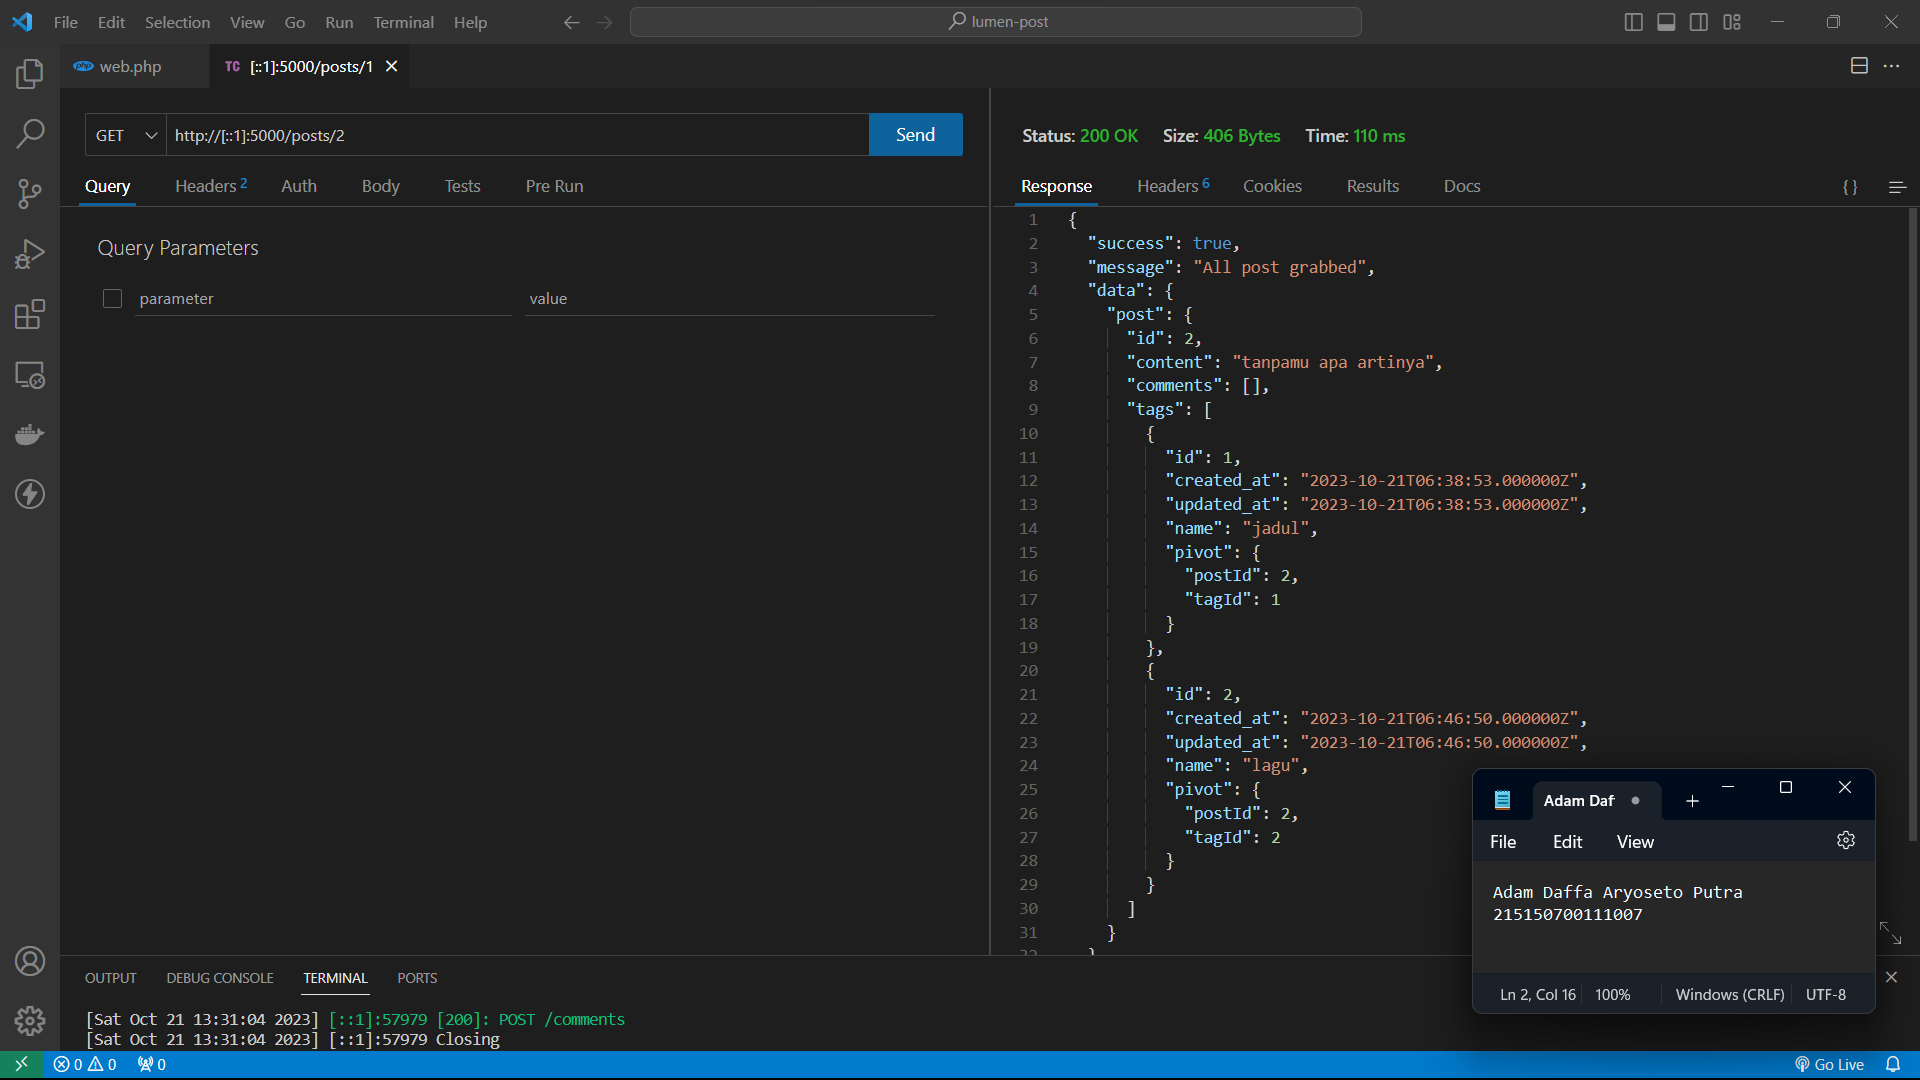 File Edit Selection View Go Run Terminal Help
lumen-post
web.php
TC [::1]:5000/posts/1
GET http://[::1]:5000/posts/2 Send
Query Headers 2 Auth Body Tests Pre Run
Query Parameters
parameter value
Status: 200 OK Size: 406 Bytes Time: 110 ms
Response Headers 6 Cookies Results Docs
{ }
1 {
2 "success": true,
3 "message": "All post grabbed",
4 "data": {
5 "post": {
6 "id": 2,
7 "content": "tanpamu apa artinya",
8 "comments": [],
9 "tags": [
10 {
11 "id": 1,
12 "created_at": "2023-10-21T06:38:53.000000Z",
13 "updated_at": "2023-10-21T06:38:53.000000Z",
14 "name": "jadul",
15 "pivot": {
16 "postId": 2,
17 "tagId": 1
18 }
19 },
20 {
21 "id": 2,
22 "created_at": "2023-10-21T06:46:50.000000Z",
23 "updated_at": "2023-10-21T06:46:50.000000Z",
24 "name": "lagu",
25 "pivot": {
26 "postId": 2,
27 "tagId": 2
28 }
29 }
30 ]
31 }
32 }
Adam Daf
File Edit View
Adam Daffa Aryoseto Putra
215150700111007
Ln 2, Col 16 100% Windows (CRLF) UTF-8
OUTPUT DEBUG CONSOLE TERMINAL PORTS
[Sat Oct 21 13:31:04 2023] [::1]:57979 [200]: POST /comments
[Sat Oct 21 13:31:04 2023] [::1]:57979 Closing
0 0 0 Go Live